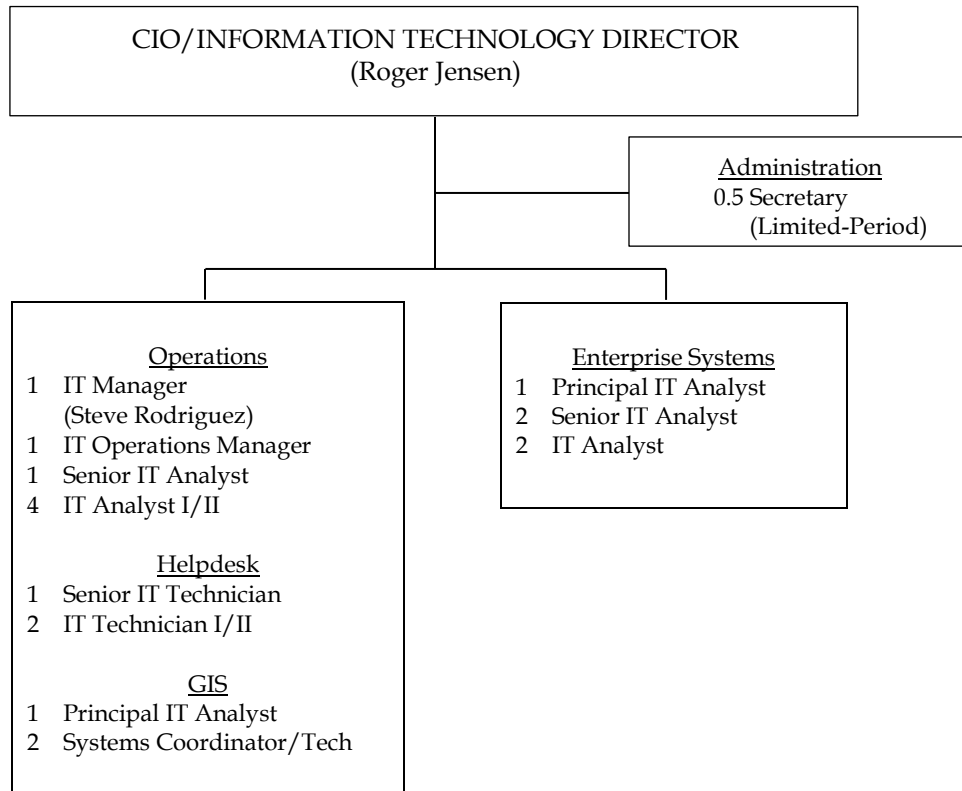 CIO/INFORMATION TECHNOLOGY DIRECTOR
(Roger Jensen)
Administration
0.5 Secretary
(Limited-Period)
Operations
1 IT Manager
(Steve Rodriguez)
1 IT Operations Manager
1 Senior IT Analyst
4 IT Analyst I/II
Helpdesk
1 Senior IT Technician
2 IT Technician I/II
GIS
1 Principal IT Analyst
2 Systems Coordinator/Tech
Enterprise Systems
1 Principal IT Analyst
2 Senior IT Analyst
2 IT Analyst